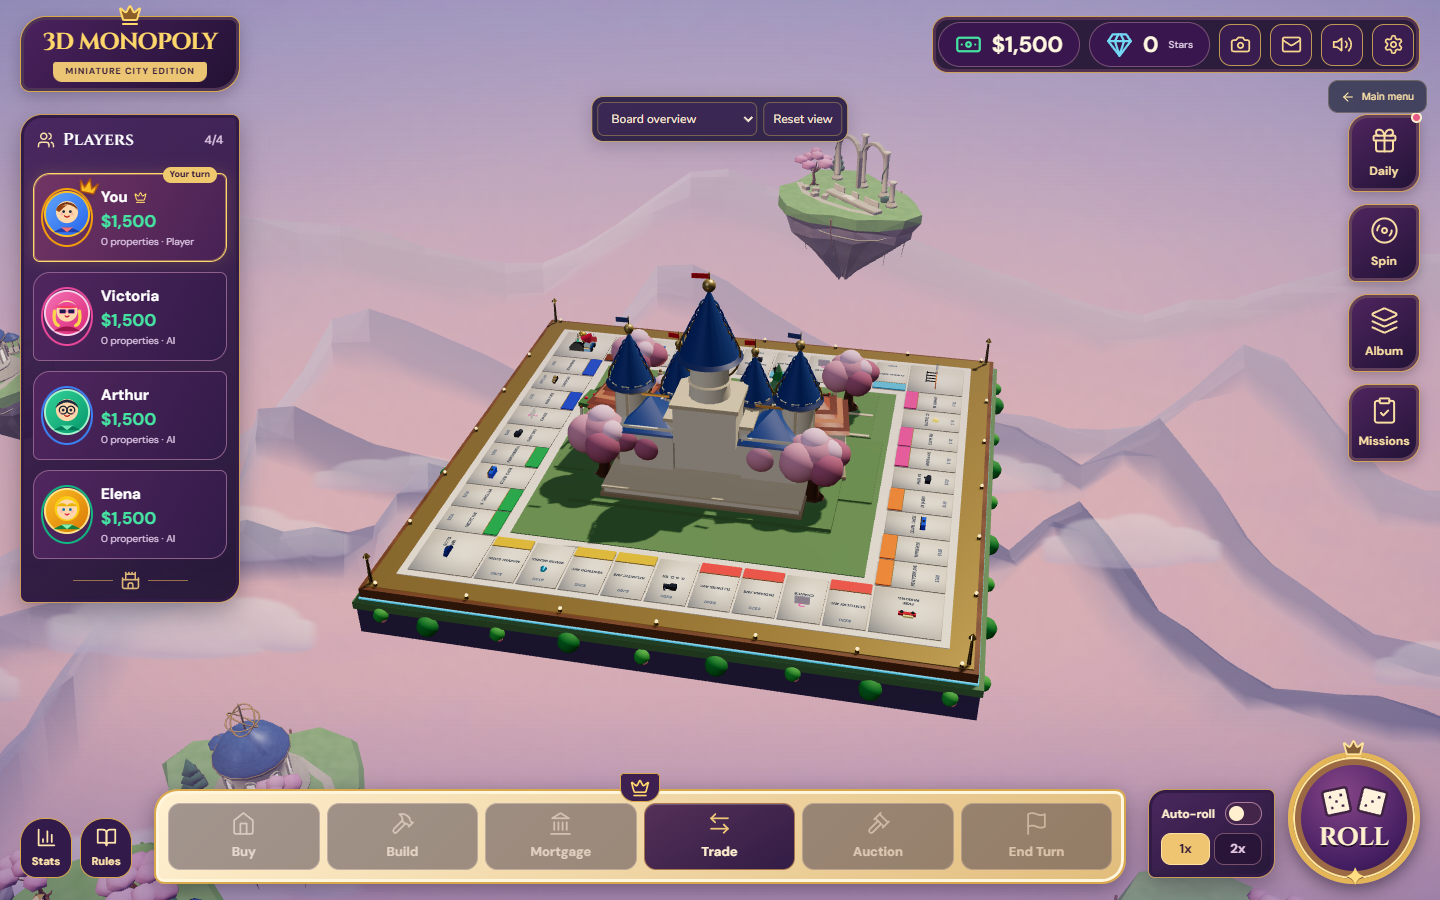 3D MONOPOLY
MINIATURE CITY EDITION
$1,500
0 Stars
Main menu
Board overview
Reset view
PLAYERS
4/4
Your turn
You
$1,500
0 properties · Player
Victoria
$1,500
0 properties · AI
Arthur
$1,500
0 properties · AI
Elena
$1,500
0 properties · AI
Daily
Spin
Album
Missions
Stats
Rules
Buy
Build
Mortgage
Trade
Auction
End Turn
Auto-roll
1x
2x
ROLL